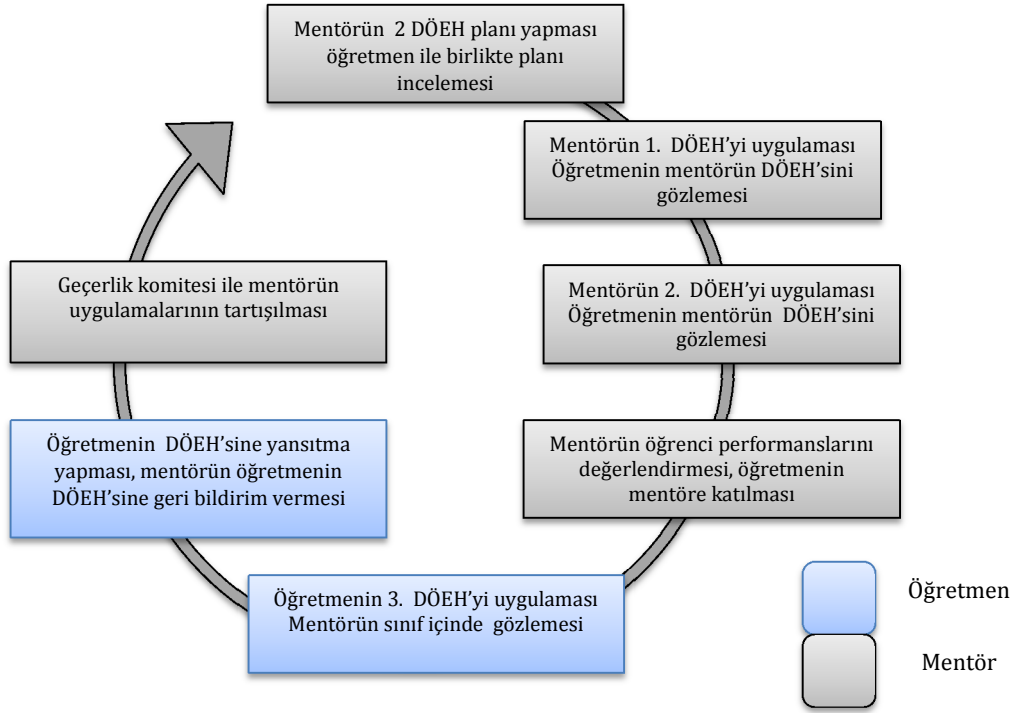 Mentörün 2 DÖEH planı yapması
öğretmen ile birlikte planı
incelemesi
Mentörün 1. DÖEH’yi uygulaması
Öğretmenin mentörün DÖEH’sini
gözlemesi
Mentörün 2. DÖEH’yi uygulaması
Öğretmenin mentörün DÖEH’sini
gözlemesi
Mentörün öğrenci performanslarını
değerlendirmesi, öğretmenin
mentöre katılması
Öğretmenin 3. DÖEH’yi uygulaması
Mentörün sınıf içinde gözlemesi
Öğretmenin DÖEH’sine yansıtma
yapması, mentörün öğretmenin
DÖEH’sine geri bildirim vermesi
Geçerlik komitesi ile mentörün
uygulamalarının tartışılması
Öğretmen
Mentör